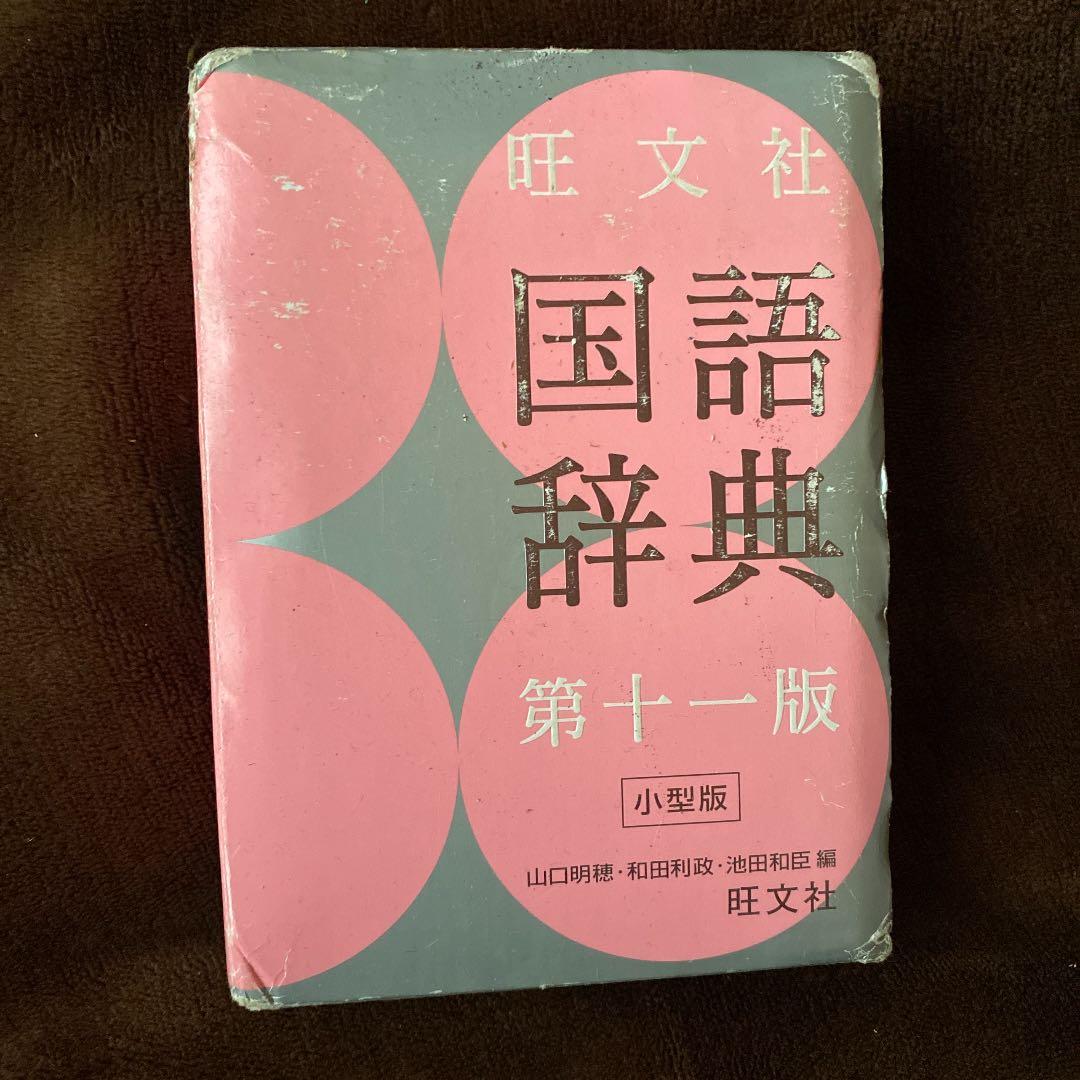 旺文社
国語
辞典
第十一版
小型版
山口明穂・和田利政・池田和臣 編
旺文社